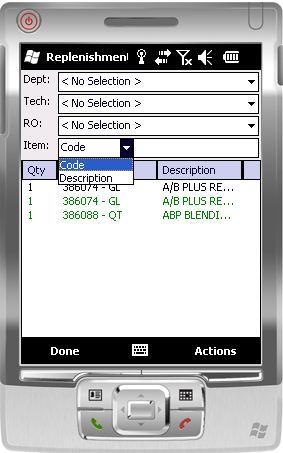 Replenishment
Dept: < No Selection >
Tech: < No Selection >
RO: < No Selection >
Item: Code
Code
Description
Qty Description
1 386074 - GL A/B PLUS RE...
1 386074 - GL A/B PLUS RE...
1 386088 - QT ABP BLENDI...
Done Actions